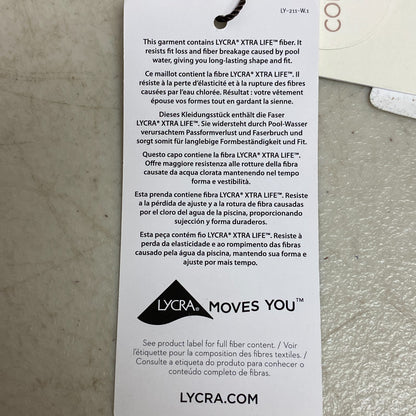 LY-211-W.1
This garment contains LYCRA® XTRA LIFE™ fiber. It
resists fit loss and fiber breakage caused by pool
water, giving you long-lasting shape and fit.
Ce maillot contient la fibre LYCRA® XTRA LIFE™. Il
résiste à la perte d'élasticité et à la rupture des fibres
causées par l'eau chlorée. Résultat : votre vêtement
épouse vos formes tout en gardant la sienne.
Dieses Kleidungsstück enthält die Faser
LYCRA® XTRA LIFE™. Sie widersteht durch Pool-Wasser
verursachtem Passformverlust und Faserbruch und
sorgt somit für langlebige Formbeständigkeit und Fit.
Questo capo contiene la fibra LYCRA® XTRA LIFE™.
Offre maggiore resistenza alle rotture della fibra
causate da acqua clorata mantenendo nel tempo
forma e vestibilità.
Esta prenda contiene fibra LYCRA® XTRA LIFE™. Resiste
a la pérdida de ajuste y a la rotura de fibra causadas
por el cloro del agua de la piscina, proporcionando
sujección y forma duraderos.
Esta peça contém fio LYCRA® XTRA LIFE™. Resiste à
perda da elasticidade e ao rompimento das fibras
causado pela água da piscina, mantendo sua forma e
ajuste por mais tempo.
LYCRA® MOVES YOU™
See product label for full fiber content. / Voir
l'étiquette pour la composition des fibres textiles. /
Consulte a etiqueta do produto para conhecer o
conteúdo completo de fibras.
LYCRA.COM
CO